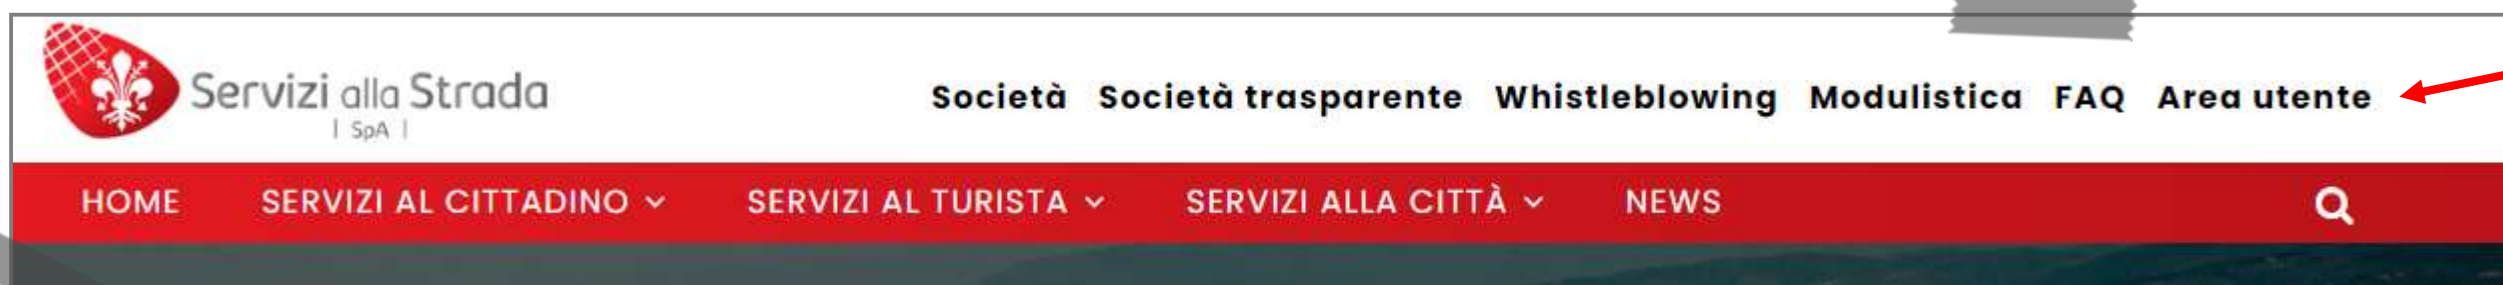 Servizi alla Strada
| SpA |
Società Società trasparente Whistleblowing Modulistica FAQ Area utente
HOME SERVIZI AL CITTADINO SERVIZI AL TURISTA SERVIZI ALLA CITTÀ NEWS